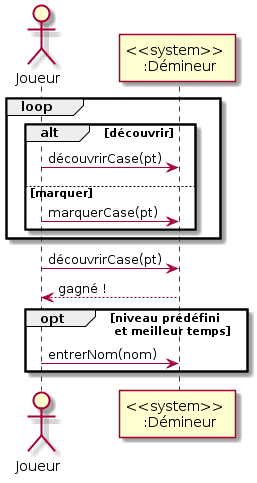 Joueur
<<system>>
:Démineur
loop
alt [découvrir]
découvrirCase(pt)
[marquer]
marquerCase(pt)
découvrirCase(pt)
gagné !
opt [niveau prédéfini
et meilleur temps]
entrerNom(nom)
Joueur
<<system>>
:Démineur